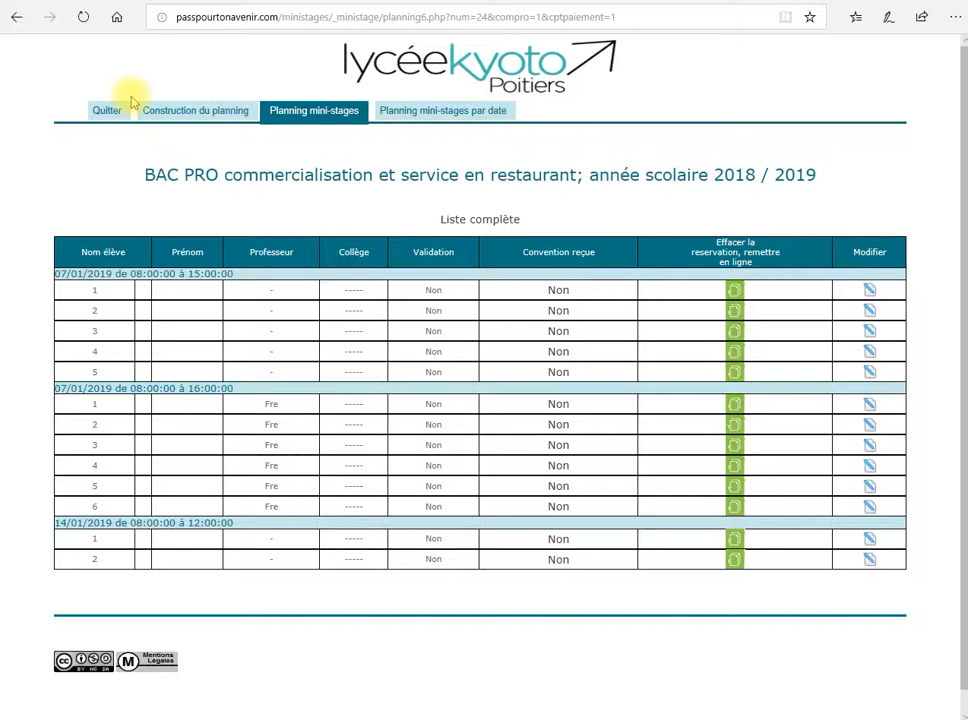 passpourtonavenir.com/ministages/_ministage/planning6.php?num=24&compro=1&cptpaiement=1
lycéekyoto
Poitiers
Quitter Construction du planning Planning mini-stages Planning mini-stages par date
BAC PRO commercialisation et service en restaurant; année scolaire 2018 / 2019
Liste complète
Nom élève Prénom Professeur Collège Validation Convention reçue Effacer la reservation, remettre en ligne Modifier
07/01/2019 de 08:00:00 à 15:00:00
1 - ----- Non Non
2 - ----- Non Non
3 - ----- Non Non
4 - ----- Non Non
5 - ----- Non Non
07/01/2019 de 08:00:00 à 16:00:00
1 Fre ----- Non Non
2 Fre ----- Non Non
3 Fre ----- Non Non
4 Fre ----- Non Non
5 Fre ----- Non Non
6 Fre ----- Non Non
14/01/2019 de 08:00:00 à 12:00:00
1 - ----- Non Non
2 - ----- Non Non
cc BY NC SA M Mentions Légales